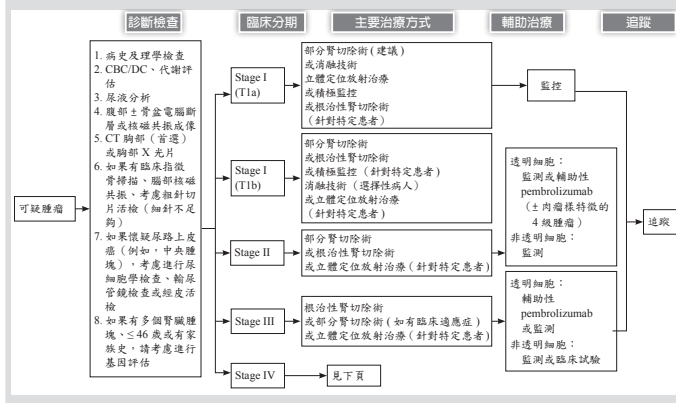 診斷檢查
臨床分期
主要治療方式
輔助治療
追蹤
可疑腫瘤
1. 病史及理學檢查
2. CBC/DC、代謝評
估
3. 尿液分析
4. 腹部 ± 骨盆電腦斷
層或核磁共振成像
5. CT 胸部（首選）
或胸部 X 光片
6. 如果有臨床指徵
骨掃描、腦部核磁
共振、考慮粗針切
片活檢（細針不足
夠）
7. 如果懷疑尿路上皮
癌（例如，中央腫
塊），考慮進行尿
細胞學檢查、輸尿
管鏡檢查或經皮活
檢
8. 如果有多個腎臟腫
塊、≤ 46 歲或有家
族史，請考慮進行
基因評估
Stage I
(T1a)
部分腎切除術 ( 建議 )
或消融技術
立體定位放射治療
或積極監控
或根治性腎切除術
（針對特定患者）
監控
Stage I
(T1b)
部分腎切除術
或根治性腎切除術
或積極監控（針對特定患者）
消融技術（選擇性病人）
或立體定位放射治療
（針對特定患者）
Stage II
部分腎切除術
或根治性腎切除術
或立體定位放射治療（針對特定患者）
透明細胞：
監測或輔助性
pembrolizumab
（± 肉瘤樣特徵的
4 級腫瘤）
非透明細胞：
監測
Stage III
根治性腎切除術
或部分腎切除術 ( 如有臨床適應症 )
或立體定位放射治療（針對特定患者）
透明細胞：
輔助性
pembrolizumab
或監測
非透明細胞：
監測或臨床試驗
Stage IV
見下頁
追蹤